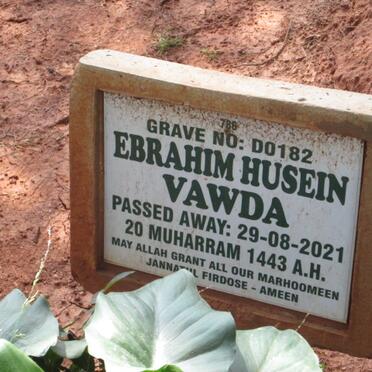 786
GRAVE NO: D0182
EBRAHIM HUSEIN
VAWDA
PASSED AWAY: 29-08-2021
20 MUHARRAM 1443 A.H.
MAY ALLAH GRANT ALL OUR MARHOOMEEN
JANNATUL FIRDOSE - AMEEN